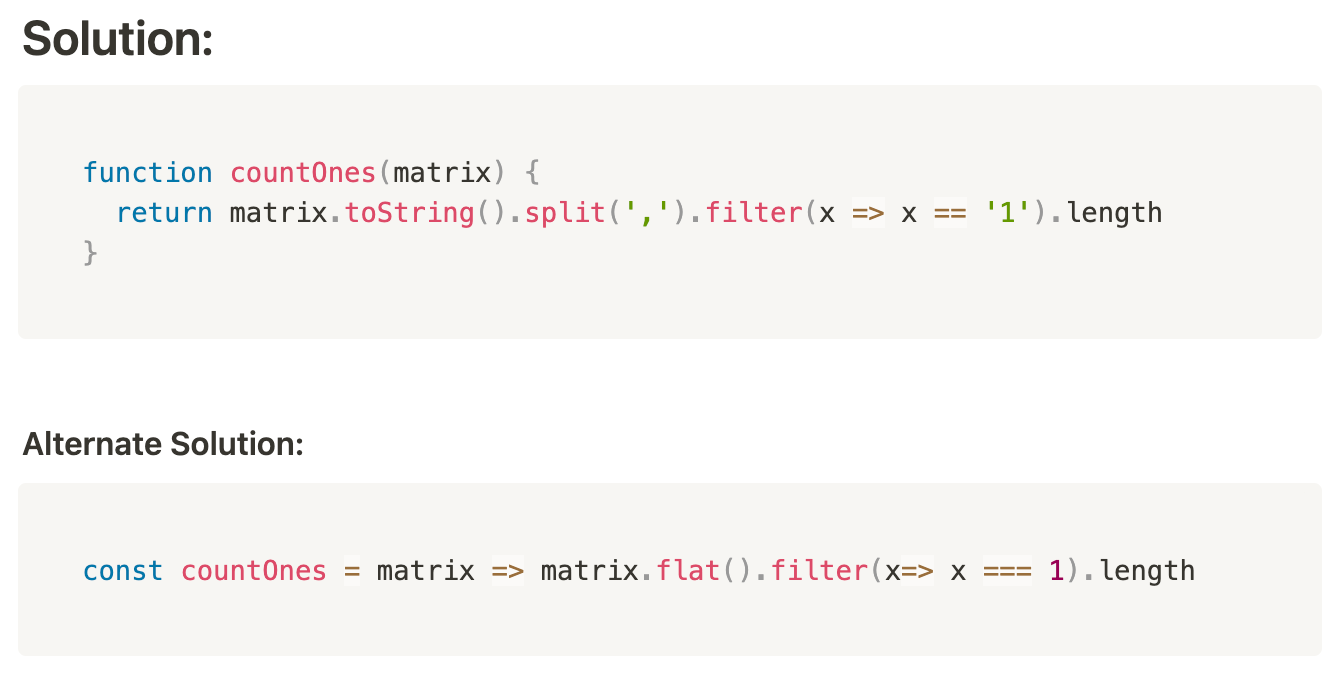 Solution:
function countOnes(matrix) {
  return matrix.toString().split(',').filter(x => x == '1').length
}
Alternate Solution:
const countOnes = matrix => matrix.flat().filter(x=> x === 1).length